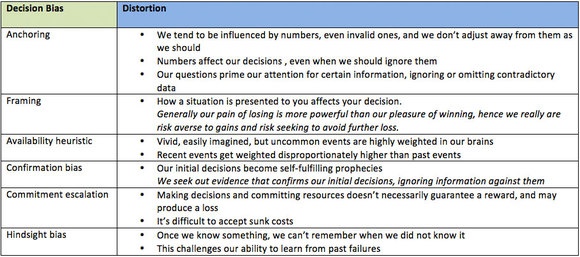 Decision Bias
Distortion
Anchoring
• We tend to be influenced by numbers, even invalid ones, and we don't adjust away from them as
we should
• Numbers affect our decisions , even when we should ignore them
• Our questions prime our attention for certain information, ignoring or omitting contradictory
data
Framing
• How a situation is presented to you affects your decision.
Generally our pain of losing is more powerful than our pleasure of winning, hence we really are
risk averse to gains and risk seeking to avoid further loss.
Availability heuristic
• Vivid, easily imagined, but uncommon events are highly weighted in our brains
• Recent events get weighted disproportionately higher than past events
Confirmation bias
• Our initial decisions become self-fulfilling prophecies
We seek out evidence that confirms our initial decisions, ignoring information against them
Commitment escalation
• Making decisions and committing resources doesn't necessarily guarantee a reward, and may
produce a loss
• It's difficult to accept sunk costs
Hindsight bias
• Once we know something, we can't remember when we did not know it
• This challenges our ability to learn from past failures